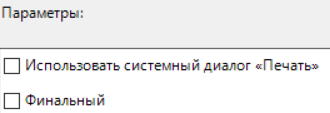 Параметры:
Использовать системный диалог «Печать»
Финальный